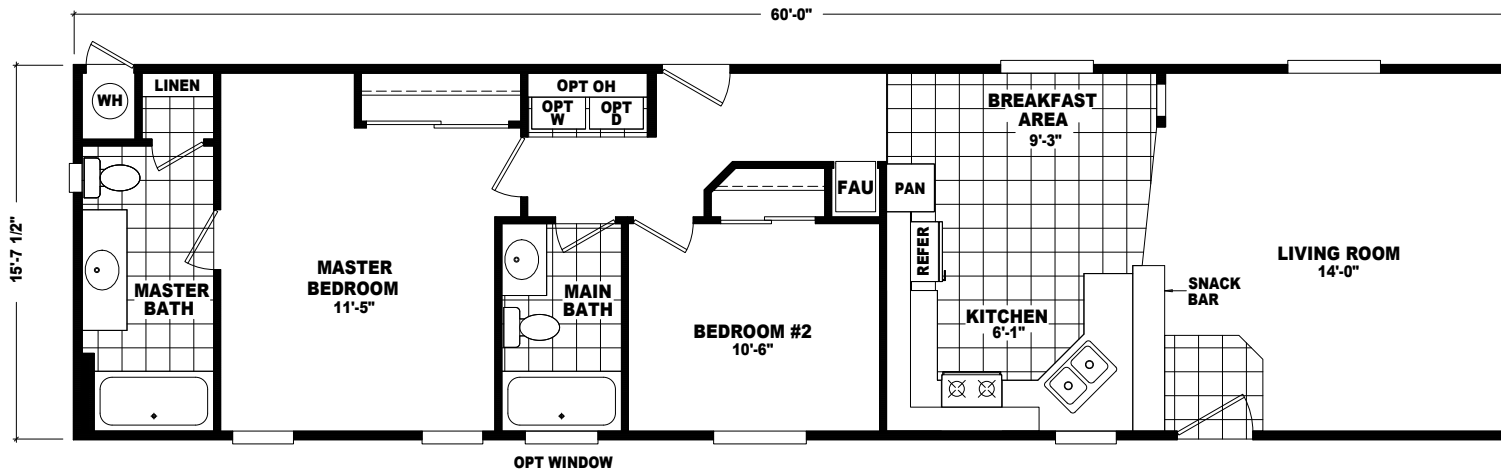 60'-0"
15'-7 1/2"
WH
LINEN
MASTER
BATH
MASTER
BEDROOM
11'-5"
OPT OH
OPT
W
OPT
D
MAIN
BATH
OPT WINDOW
BEDROOM #2
10'-6"
FAU
PAN
REFER
BREAKFAST
AREA
9'-3"
KITCHEN
6'-1"
SNACK
BAR
LIVING ROOM
14'-0"